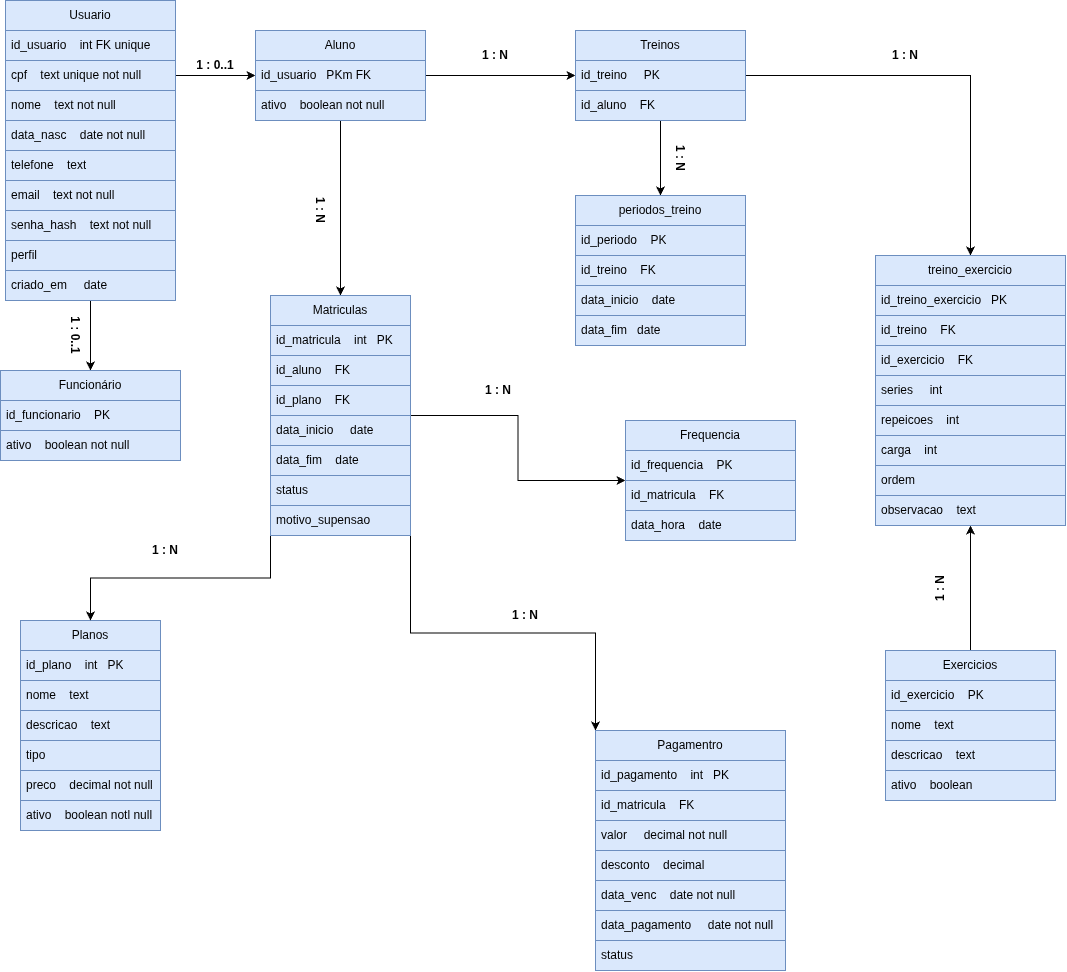 Usuario
id_usuario int FK unique
cpf text unique not null
nome text not null
data_nasc date not null
telefone text
email text not null
senha_hash text not null
perfil
criado_em date
1 : 0..1
Aluno
id_usuario PKm FK
ativo boolean not null
1 : N
Treinos
id_treino PK
id_aluno FK
1 : N
1 : N
periodos_treino
id_periodo PK
id_treino FK
data_inicio date
data_fim date
treino_exercicio
id_treino_exercicio PK
id_treino FK
id_exercicio FK
series int
repeicoes int
carga int
ordem
observacao text
1 : N
1 : 0..1
Funcionário
id_funcionario PK
ativo boolean not null
Matriculas
id_matricula int PK
id_aluno FK
id_plano FK
data_inicio date
data_fim date
status
motivo_supensao
1 : N
Frequencia
id_frequencia PK
id_matricula FK
data_hora date
1 : N
Planos
id_plano int PK
nome text
descricao text
tipo
preco decimal not null
ativo boolean notl null
1 : N
Pagamentro
id_pagamento int PK
id_matricula FK
valor decimal not null
desconto decimal
data_venc date not null
data_pagamento date not null
status
1 : N
Exercicios
id_exercicio PK
nome text
descricao text
ativo boolean